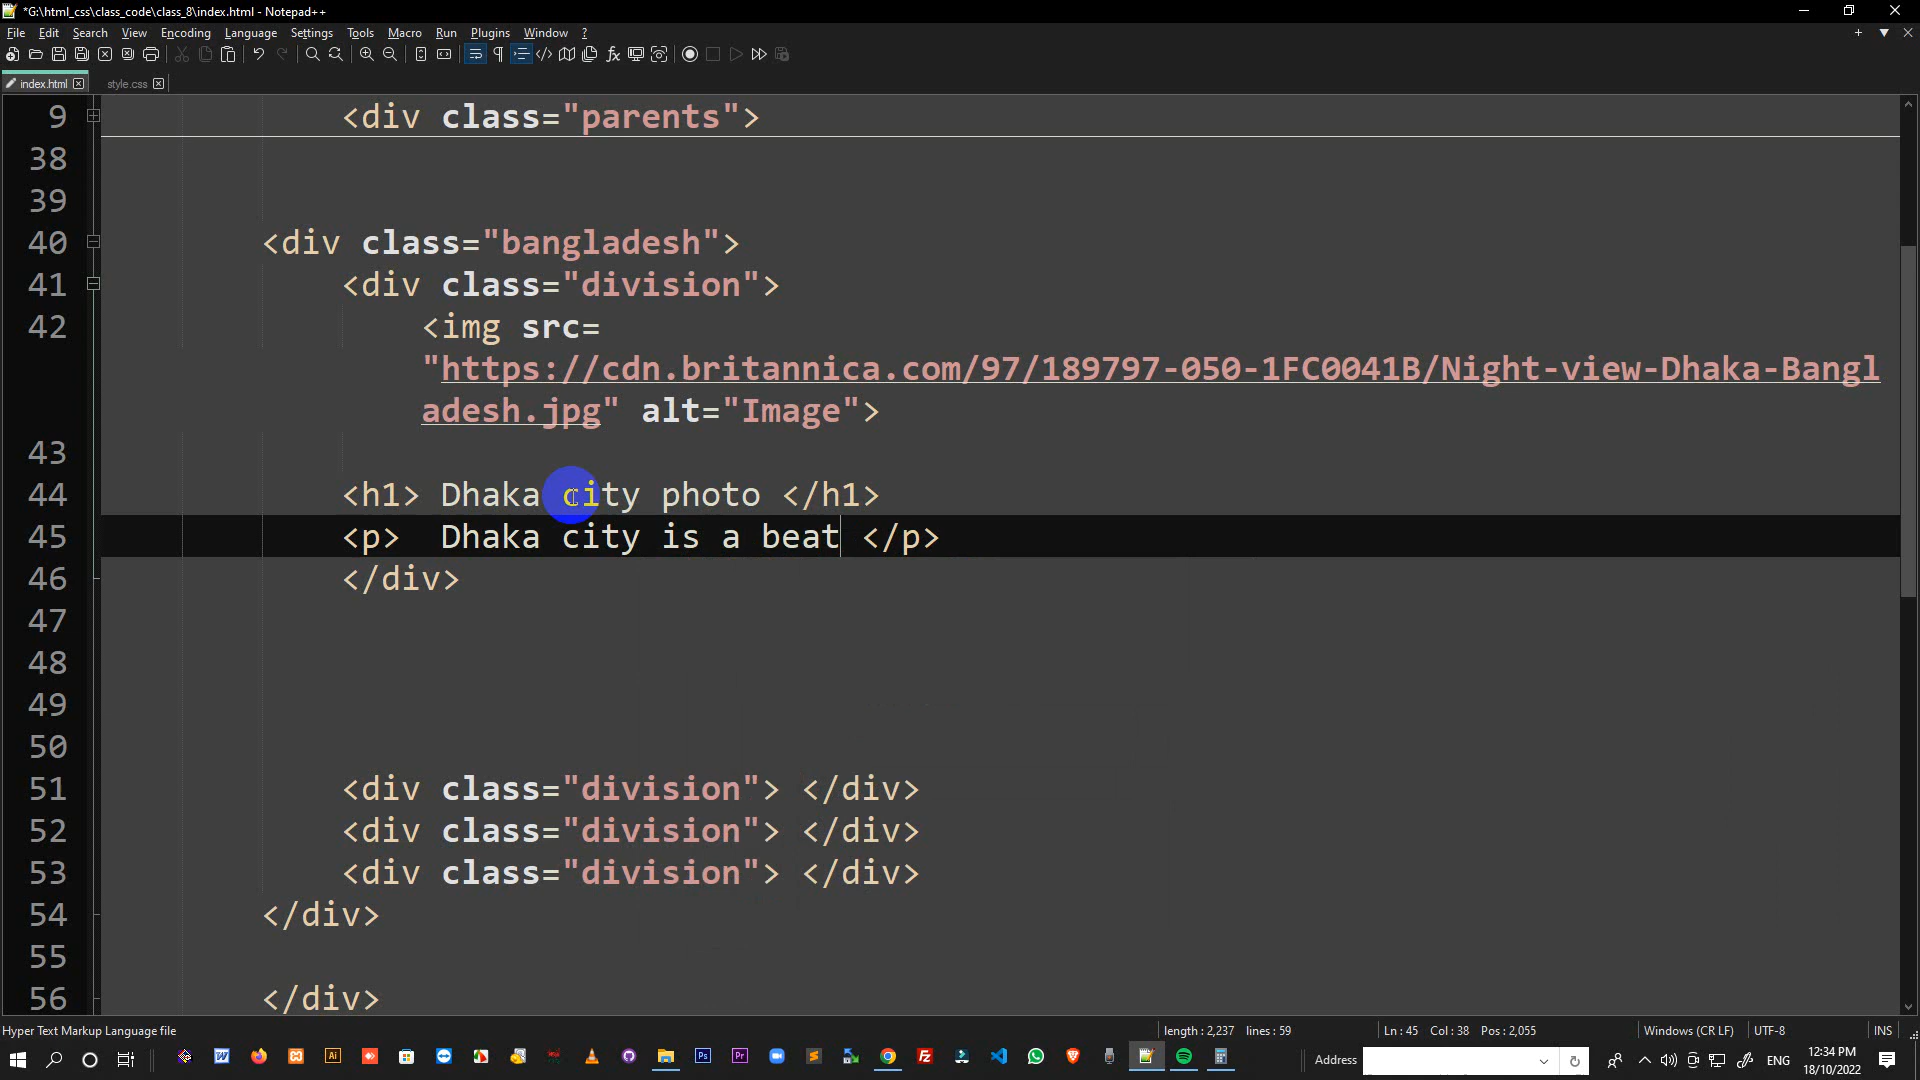 *G:\html_css\class_code\class_8\index.html - Notepad++
File Edit Search View Encoding Language Settings Tools Macro Run Plugins Window ?
index.html style.css
9 <div class="parents">
38
39
40 <div class="bangladesh">
41 <div class="division">
42 <img src=
"https://cdn.britannica.com/97/189797-050-1FC0041B/Night-view-Dhaka-Bangl
adesh.jpg" alt="Image">
43
44 <h1> Dhaka city photo </h1>
45 <p>  Dhaka city is a beat </p>
46 </div>
47
48
49
50
51 <div class="division"> </div>
52 <div class="division"> </div>
53 <div class="division"> </div>
54 </div>
55
56 </div>
Hyper Text Markup Language file length : 2,237 lines : 59 Ln : 45 Col : 38 Pos : 2,055 Windows (CR LF) UTF-8 INS
Address ENG 12:34 PM
18/10/2022